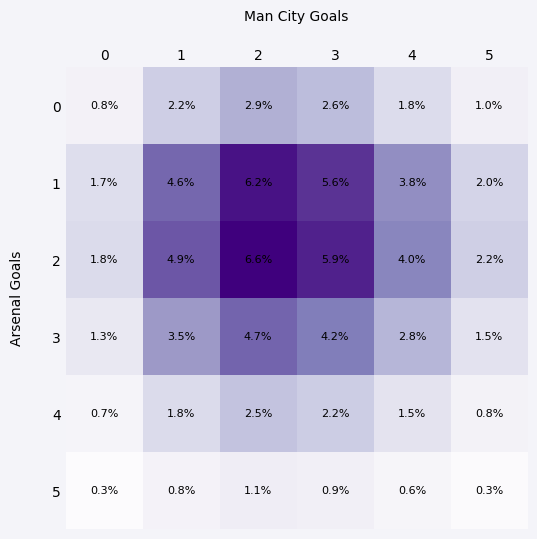 Man City Goals
0 1 2 3 4 5
0 0.8% 2.2% 2.9% 2.6% 1.8% 1.0%
1 1.7% 4.6% 6.2% 5.6% 3.8% 2.0%
2 1.8% 4.9% 6.6% 5.9% 4.0% 2.2%
3 1.3% 3.5% 4.7% 4.2% 2.8% 1.5%
4 0.7% 1.8% 2.5% 2.2% 1.5% 0.8%
5 0.3% 0.8% 1.1% 0.9% 0.6% 0.3%
Arsenal Goals